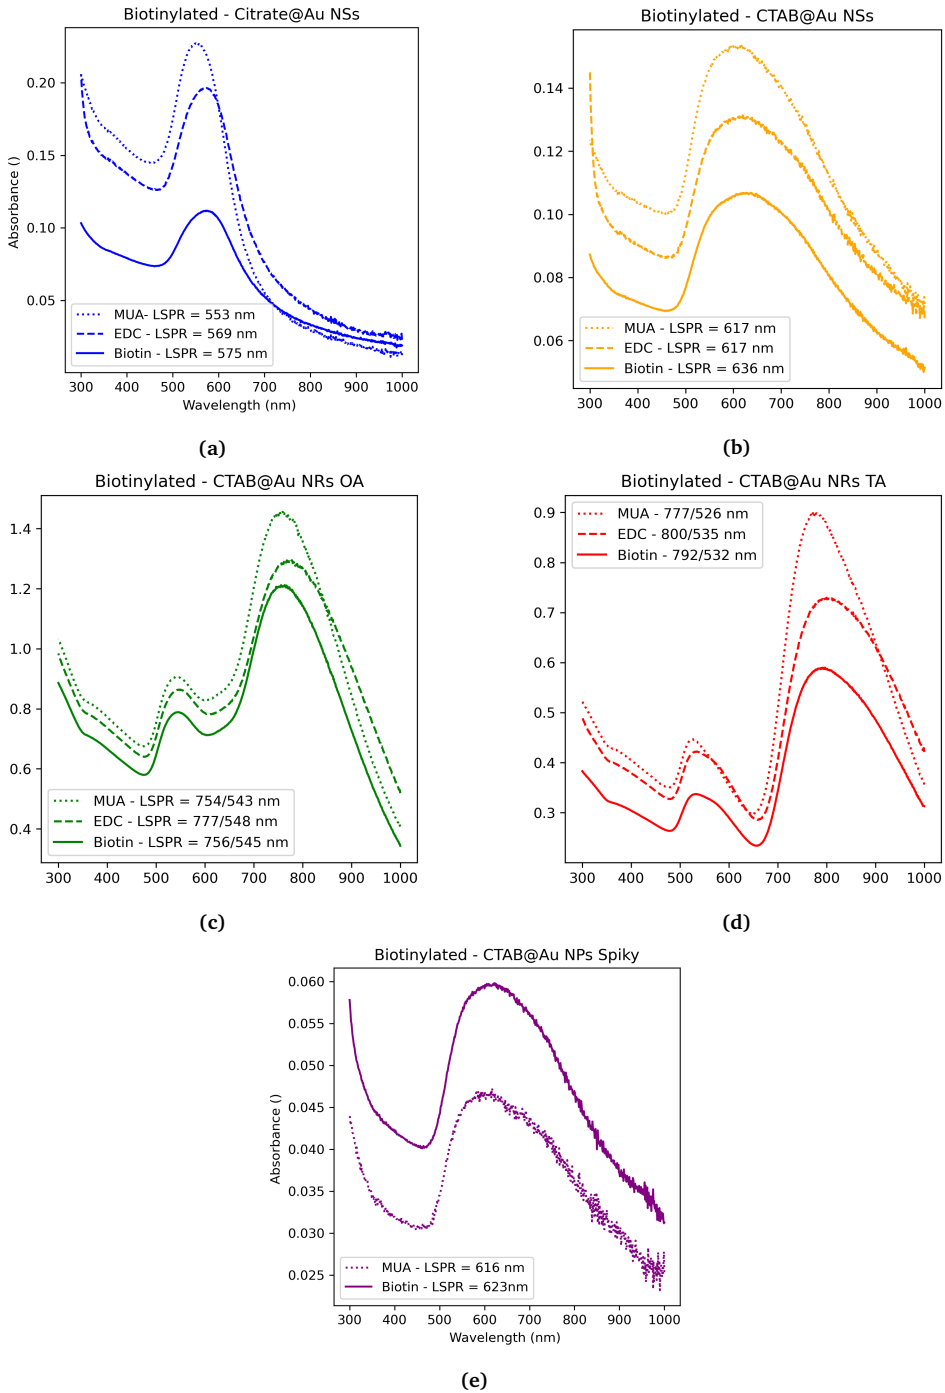 Biotinylated - Citrate@Au NSs
Absorbance ()
0.20
0.15
0.10
0.05
MUA- LSPR = 553 nm
EDC - LSPR = 569 nm
Biotin - LSPR = 575 nm
300 400 500 600 700 800 900 1000
Wavelength (nm)
(a)
Biotinylated - CTAB@Au NSs
0.14
0.12
0.10
0.08
0.06
MUA - LSPR = 617 nm
EDC - LSPR = 617 nm
Biotin - LSPR = 636 nm
300 400 500 600 700 800 900 1000
(b)
Biotinylated - CTAB@Au NRs OA
1.4
1.2
1.0
0.8
0.6
0.4
MUA - LSPR = 754/543 nm
EDC - LSPR = 777/548 nm
Biotin - LSPR = 756/545 nm
300 400 500 600 700 800 900 1000
(c)
Biotinylated - CTAB@Au NRs TA
MUA - 777/526 nm
EDC - 800/535 nm
Biotin - 792/532 nm
0.9
0.8
0.7
0.6
0.5
0.4
0.3
300 400 500 600 700 800 900 1000
(d)
Biotinylated - CTAB@Au NPs Spiky
Absorbance ()
0.060
0.055
0.050
0.045
0.040
0.035
0.030
0.025
MUA - LSPR = 616 nm
Biotin - LSPR = 623nm
300 400 500 600 700 800 900 1000
Wavelength (nm)
(e)